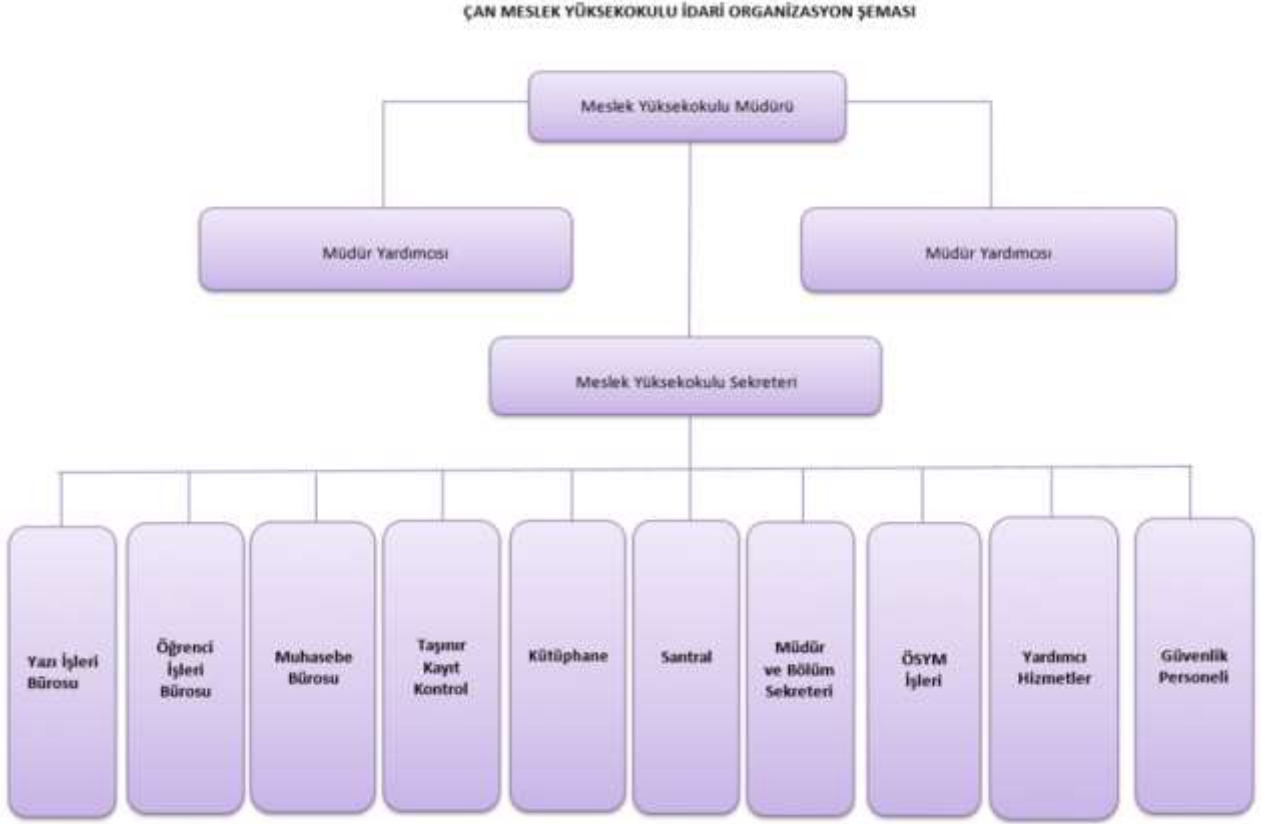 ÇAN MESLEK YÜKSEKOKULU İDARİ ORGANİZASYON ŞEMASI
Meslek Yüksekokulu Müdürü
Müdür Yardımcısı
Müdür Yardımcısı
Meslek Yüksekokulu Sekreteri
Yazı İşleri
Bürosu
Öğrenci
İşleri
Bürosu
Muhasebe
Bürosu
Taşınır
Kayıt
Kontrol
Kütüphane
Santral
Müdür
ve Bölüm
Sekreteri
ÖSYM
İşleri
Yardımcı
Hizmetler
Güvenlik
Personeli